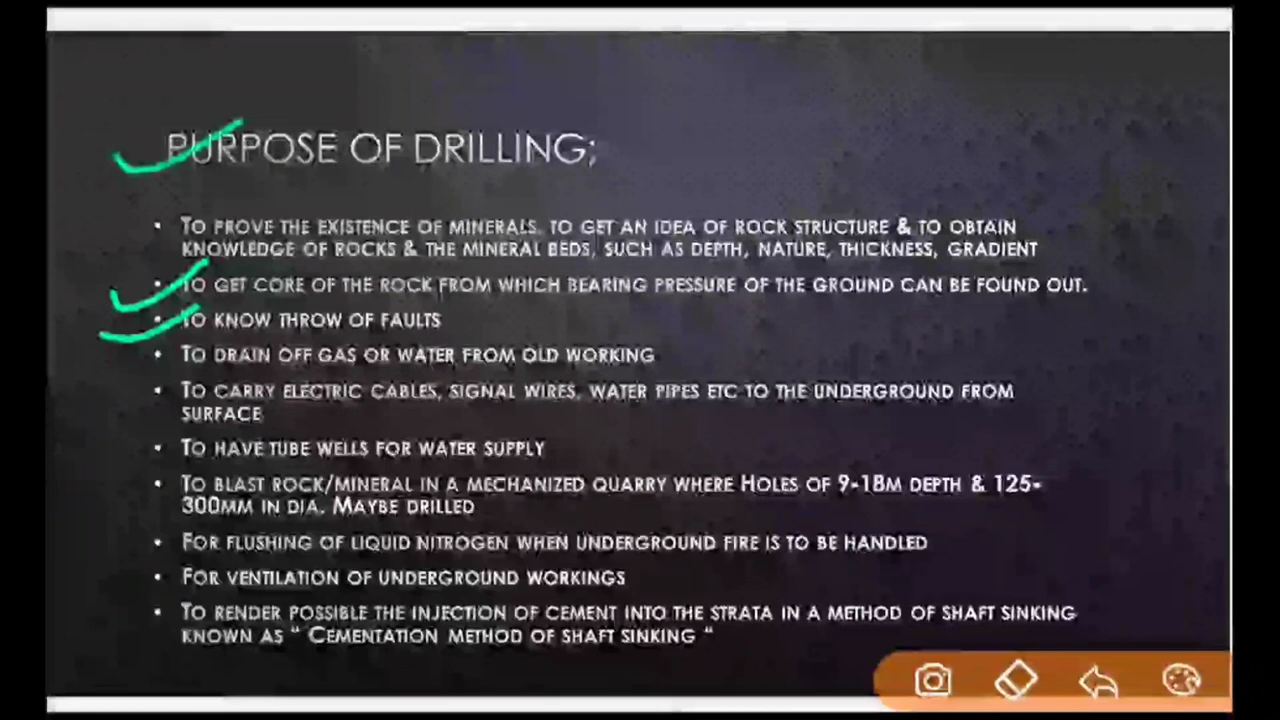 PURPOSE OF DRILLING;
• TO PROVE THE EXISTENCE OF MINERALS. TO GET AN IDEA OF ROCK STRUCTURE & TO OBTAIN
KNOWLEDGE OF ROCKS & THE MINERAL BEDS, SUCH AS DEPTH, NATURE, THICKNESS, GRADIENT
• TO GET CORE OF THE ROCK FROM WHICH BEARING PRESSURE OF THE GROUND CAN BE FOUND OUT.
• TO KNOW THROW OF FAULTS
• TO DRAIN OFF GAS OR WATER FROM OLD WORKING
• TO CARRY ELECTRIC CABLES, SIGNAL WIRES, WATER PIPES ETC TO THE UNDERGROUND FROM
SURFACE
• TO HAVE TUBE WELLS FOR WATER SUPPLY
• TO BLAST ROCK/MINERAL IN A MECHANIZED QUARRY WHERE HOLES OF 9-18M DEPTH & 125-
300MM IN DIA. MAYBE DRILLED
• FOR FLUSHING OF LIQUID NITROGEN WHEN UNDERGROUND FIRE IS TO BE HANDLED
• FOR VENTILATION OF UNDERGROUND WORKINGS
• TO RENDER POSSIBLE THE INJECTION OF CEMENT INTO THE STRATA IN A METHOD OF SHAFT SINKING
KNOWN AS " CEMENTATION METHOD OF SHAFT SINKING "